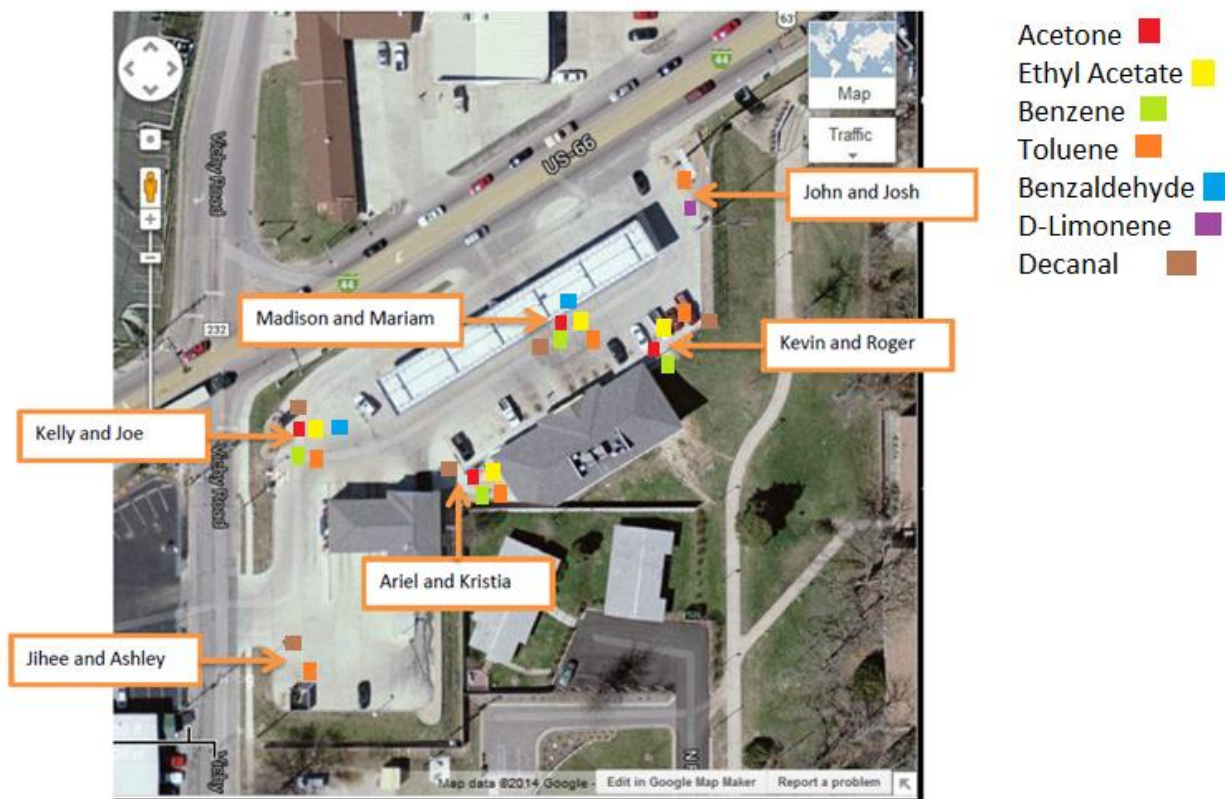 63
44
Map
Traffic
Acetone
Ethyl Acetate
Benzene
Toluene
Benzaldehyde
D-Limonene
Decanal
Vichy Road
US-66
John and Josh
44
Madison and Mariam
232
Kevin and Roger
Kelly and Joe
Vichy Road
Ariel and Kristia
Jihee and Ashley
Vichy
Map data ©2014 Google -
Edit in Google Map Maker
Report a problem